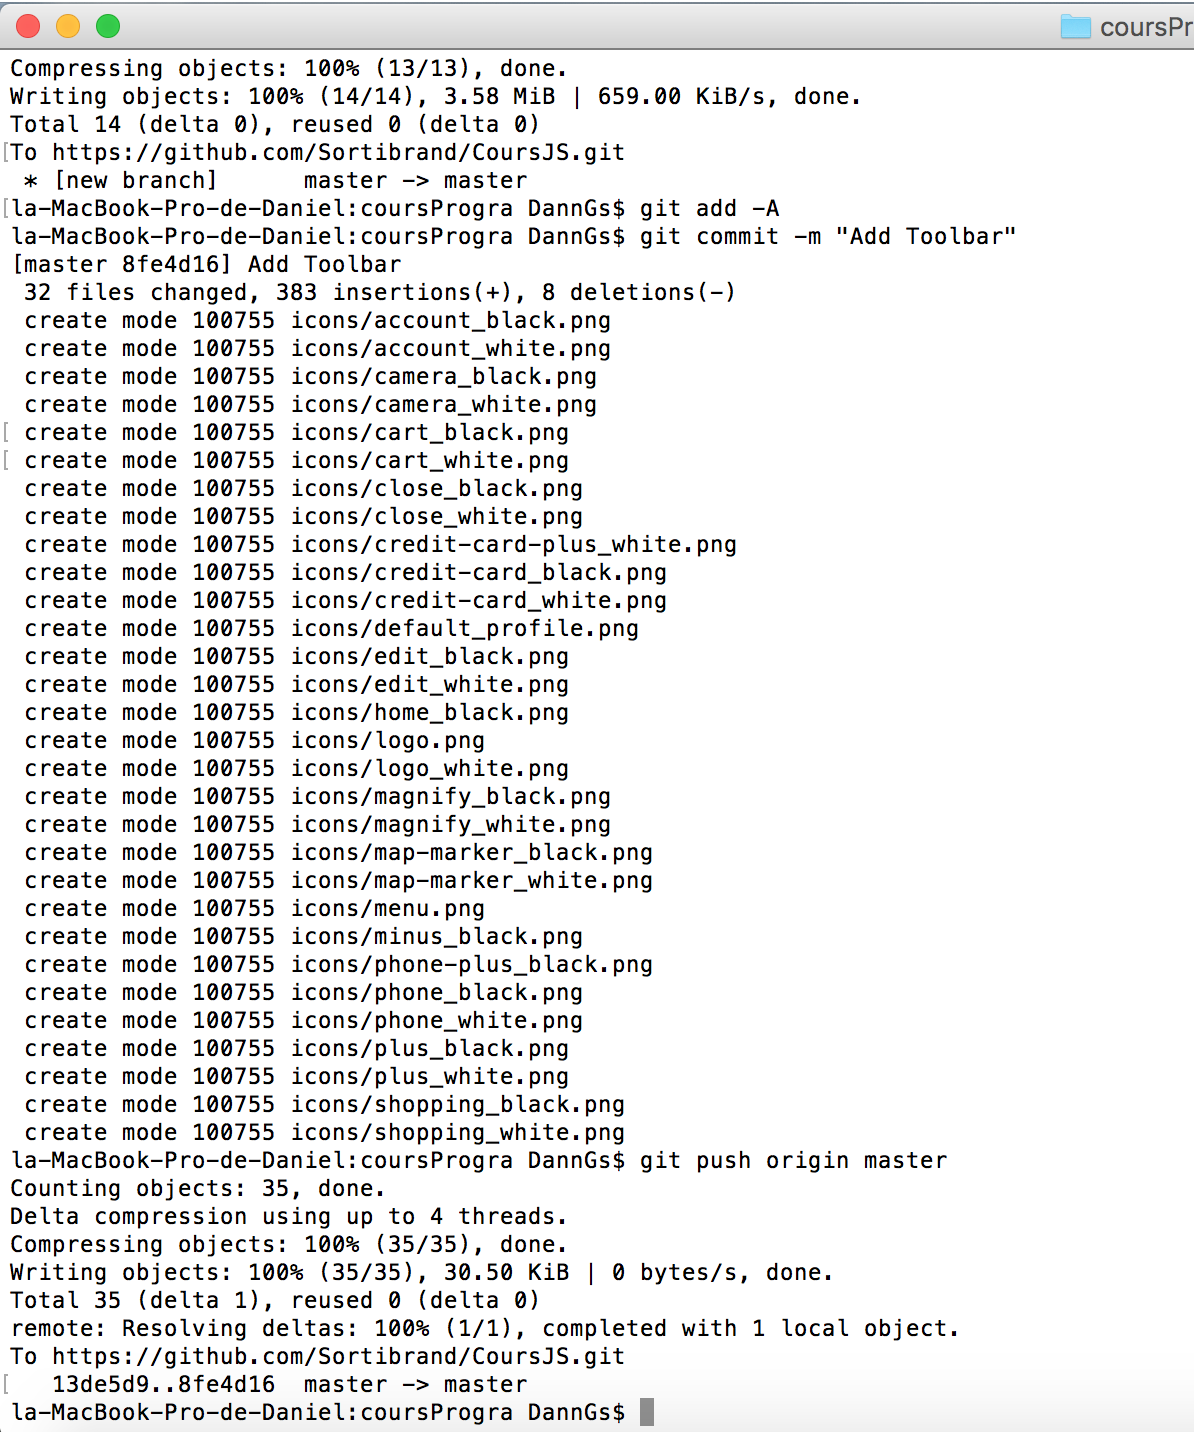 coursPr
Compressing objects: 100% (13/13), done.
Writing objects: 100% (14/14), 3.58 MiB | 659.00 KiB/s, done.
Total 14 (delta 0), reused 0 (delta 0)
[To https://github.com/Sortibrand/CoursJS.git
 * [new branch]      master -> master
[la-MacBook-Pro-de-Daniel:coursProgra DannGs$ git add -A
la-MacBook-Pro-de-Daniel:coursProgra DannGs$ git commit -m "Add Toolbar"
[master 8fe4d16] Add Toolbar
 32 files changed, 383 insertions(+), 8 deletions(-)
 create mode 100755 icons/account_black.png
 create mode 100755 icons/account_white.png
 create mode 100755 icons/camera_black.png
 create mode 100755 icons/camera_white.png
[ create mode 100755 icons/cart_black.png
[ create mode 100755 icons/cart_white.png
 create mode 100755 icons/close_black.png
 create mode 100755 icons/close_white.png
 create mode 100755 icons/credit-card-plus_white.png
 create mode 100755 icons/credit-card_black.png
 create mode 100755 icons/credit-card_white.png
 create mode 100755 icons/default_profile.png
 create mode 100755 icons/edit_black.png
 create mode 100755 icons/edit_white.png
 create mode 100755 icons/home_black.png
 create mode 100755 icons/logo.png
 create mode 100755 icons/logo_white.png
 create mode 100755 icons/magnify_black.png
 create mode 100755 icons/magnify_white.png
 create mode 100755 icons/map-marker_black.png
 create mode 100755 icons/map-marker_white.png
 create mode 100755 icons/menu.png
 create mode 100755 icons/minus_black.png
 create mode 100755 icons/phone-plus_black.png
 create mode 100755 icons/phone_black.png
 create mode 100755 icons/phone_white.png
 create mode 100755 icons/plus_black.png
 create mode 100755 icons/plus_white.png
 create mode 100755 icons/shopping_black.png
 create mode 100755 icons/shopping_white.png
la-MacBook-Pro-de-Daniel:coursProgra DannGs$ git push origin master
Counting objects: 35, done.
Delta compression using up to 4 threads.
Compressing objects: 100% (35/35), done.
Writing objects: 100% (35/35), 30.50 KiB | 0 bytes/s, done.
Total 35 (delta 1), reused 0 (delta 0)
remote: Resolving deltas: 100% (1/1), completed with 1 local object.
To https://github.com/Sortibrand/CoursJS.git
[   13de5d9..8fe4d16  master -> master
la-MacBook-Pro-de-Daniel:coursProgra DannGs$